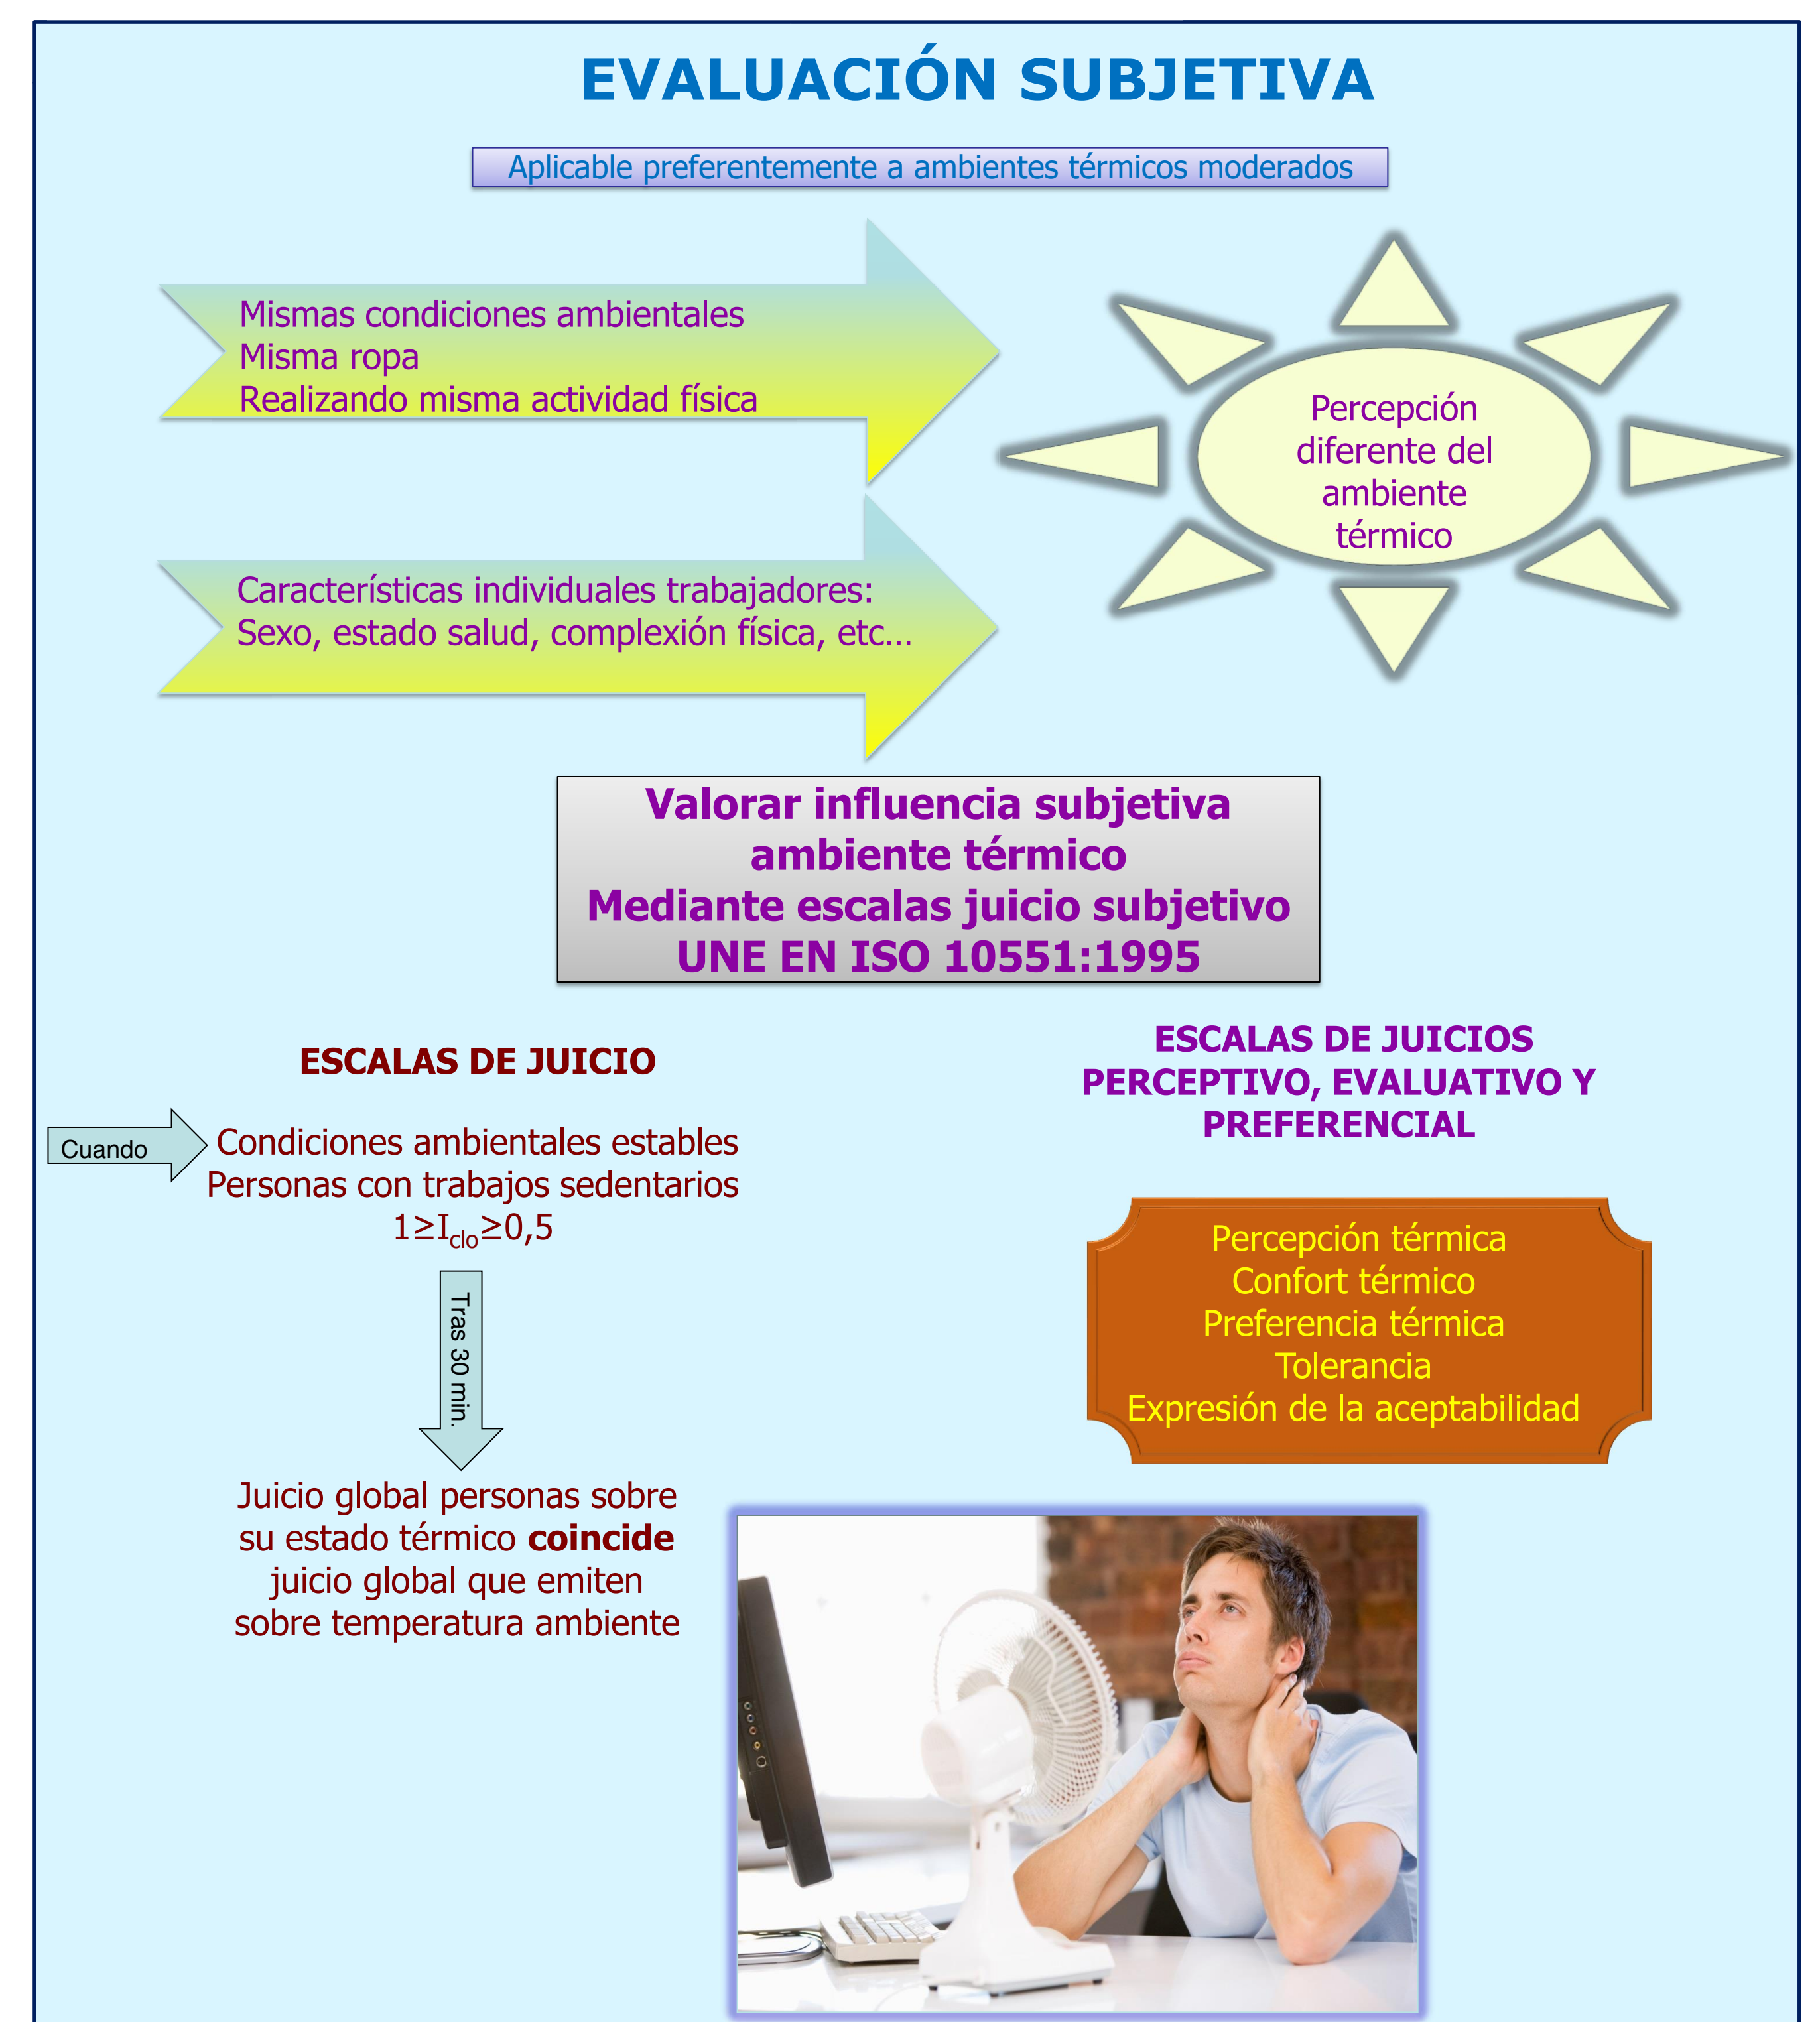 EVALUACIÓN SUBJETIVA
Aplicable preferentemente a ambientes térmicos moderados
Mismas condiciones ambientales
Misma ropa
Realizando misma actividad física
Percepción
diferente del
ambiente
térmico
Características individuales trabajadores:
Sexo, estado salud, complexión física, etc…
Valorar influencia subjetiva
ambiente térmico
Mediante escalas juicio subjetivo
UNE EN ISO 10551:1995
ESCALAS DE JUICIO
Cuando
Condiciones ambientales estables
Personas con trabajos sedentarios
1≥I_clo≥0,5
Tras 30 min.
Juicio global personas sobre
su estado térmico coincide
juicio global que emiten
sobre temperatura ambiente
ESCALAS DE JUICIOS
PERCEPTIVO, EVALUATIVO Y
PREFERENCIAL
Percepción térmica
Confort térmico
Preferencia térmica
Tolerancia
Expresión de la aceptabilidad